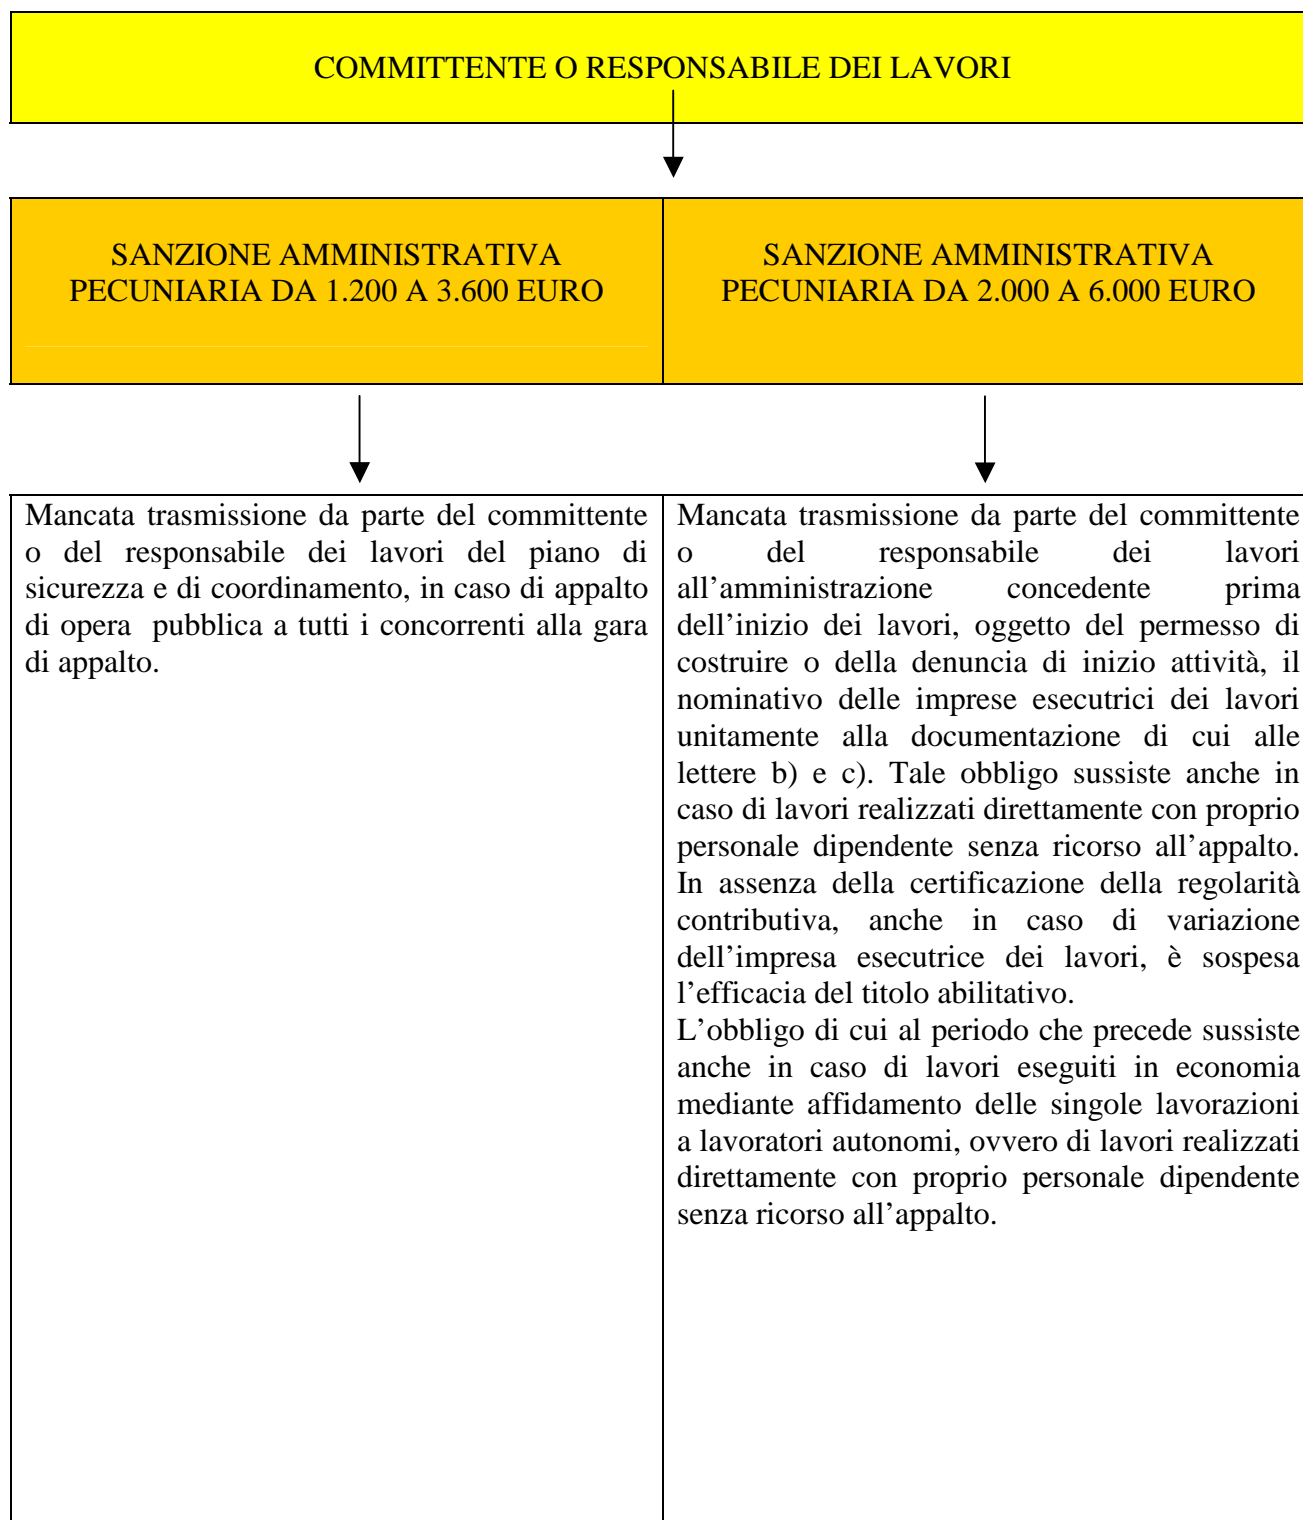 COMMITTENTE O RESPONSABILE DEI LAVORI
SANZIONE AMMINISTRATIVA
PECUNIARIA DA 1.200 A 3.600 EURO
SANZIONE AMMINISTRATIVA
PECUNIARIA DA 2.000 A 6.000 EURO
Mancata trasmissione da parte del committente
o del responsabile dei lavori del piano di
sicurezza e di coordinamento, in caso di appalto
di opera pubblica a tutti i concorrenti alla gara
di appalto.
Mancata trasmissione da parte del committente
o del responsabile dei lavori
all’amministrazione concedente prima
dell’inizio dei lavori, oggetto del permesso di
costruire o della denuncia di inizio attività, il
nominativo delle imprese esecutrici dei lavori
unitamente alla documentazione di cui alle
lettere b) e c). Tale obbligo sussiste anche in
caso di lavori realizzati direttamente con proprio
personale dipendente senza ricorso all’appalto.
In assenza della certificazione della regolarità
contributiva, anche in caso di variazione
dell’impresa esecutrice dei lavori, è sospesa
l’efficacia del titolo abilitativo.
L’obbligo di cui al periodo che precede sussiste
anche in caso di lavori eseguiti in economia
mediante affidamento delle singole lavorazioni
a lavoratori autonomi, ovvero di lavori realizzati
direttamente con proprio personale dipendente
senza ricorso all’appalto.